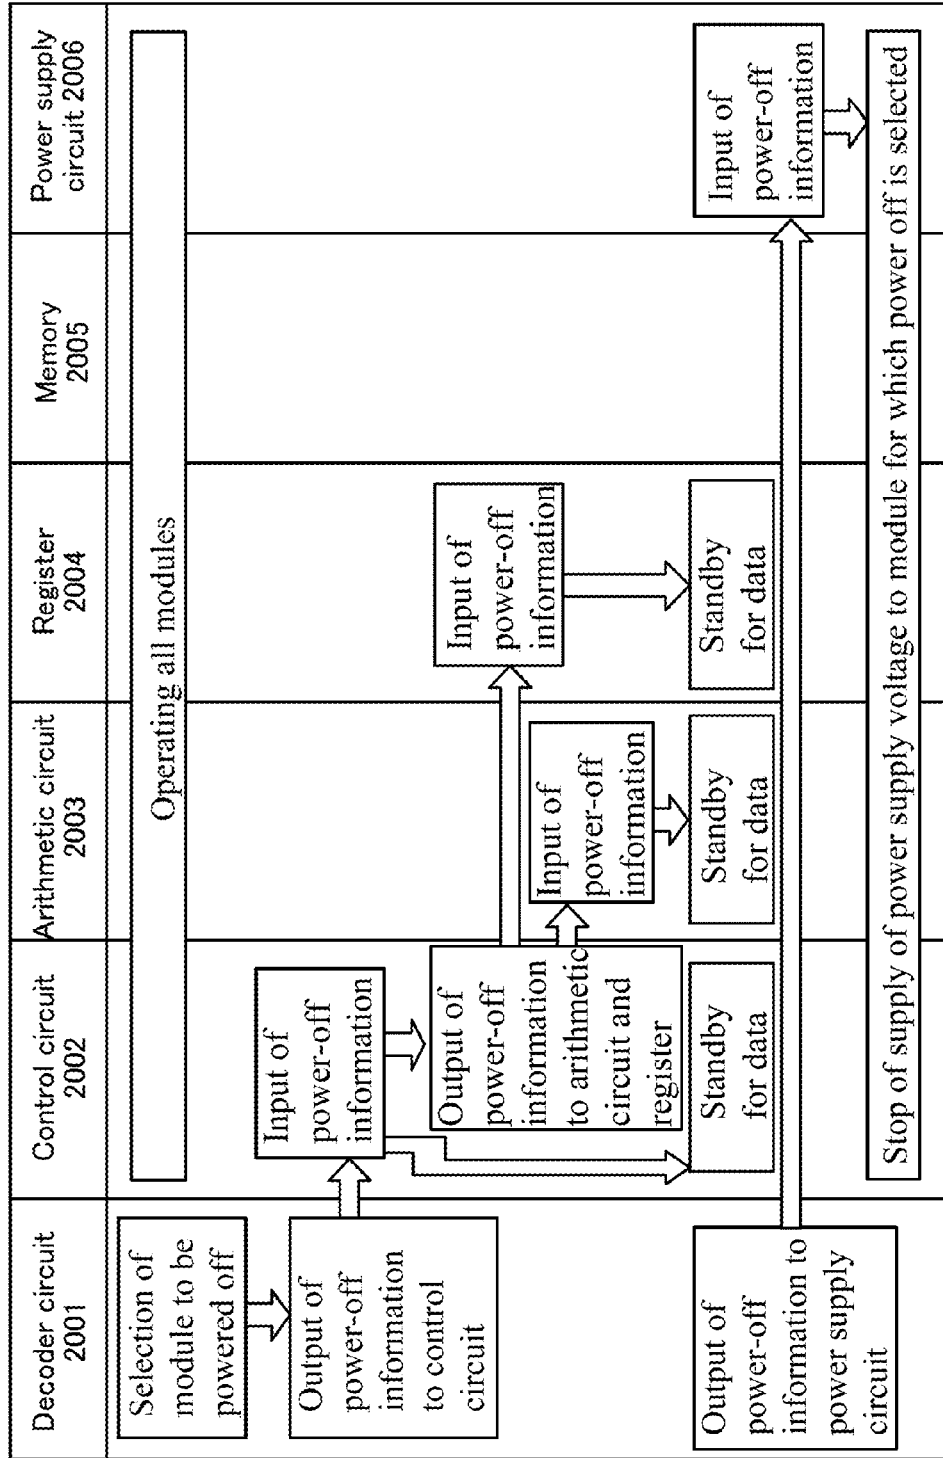 Decoder circuit
2001
Control circuit
2002
Arithmetic circuit
2003
Register
2004
Memory
2005
Power supply
circuit 2006
Operating all modules
Selection of
module to be
powered off
Output of
power-off
information
to control
circuit
Input of
power-off
information
Output of
power-off
information
to arithmetic
circuit and
register
Input of
power-off
information
Input of
power-off
information
Standby
for data
Standby
for data
Standby
for data
Output of
power-off
information to
power supply
circuit
Input of
power-off
information
Stop of supply of power supply voltage to module for which power off is selected